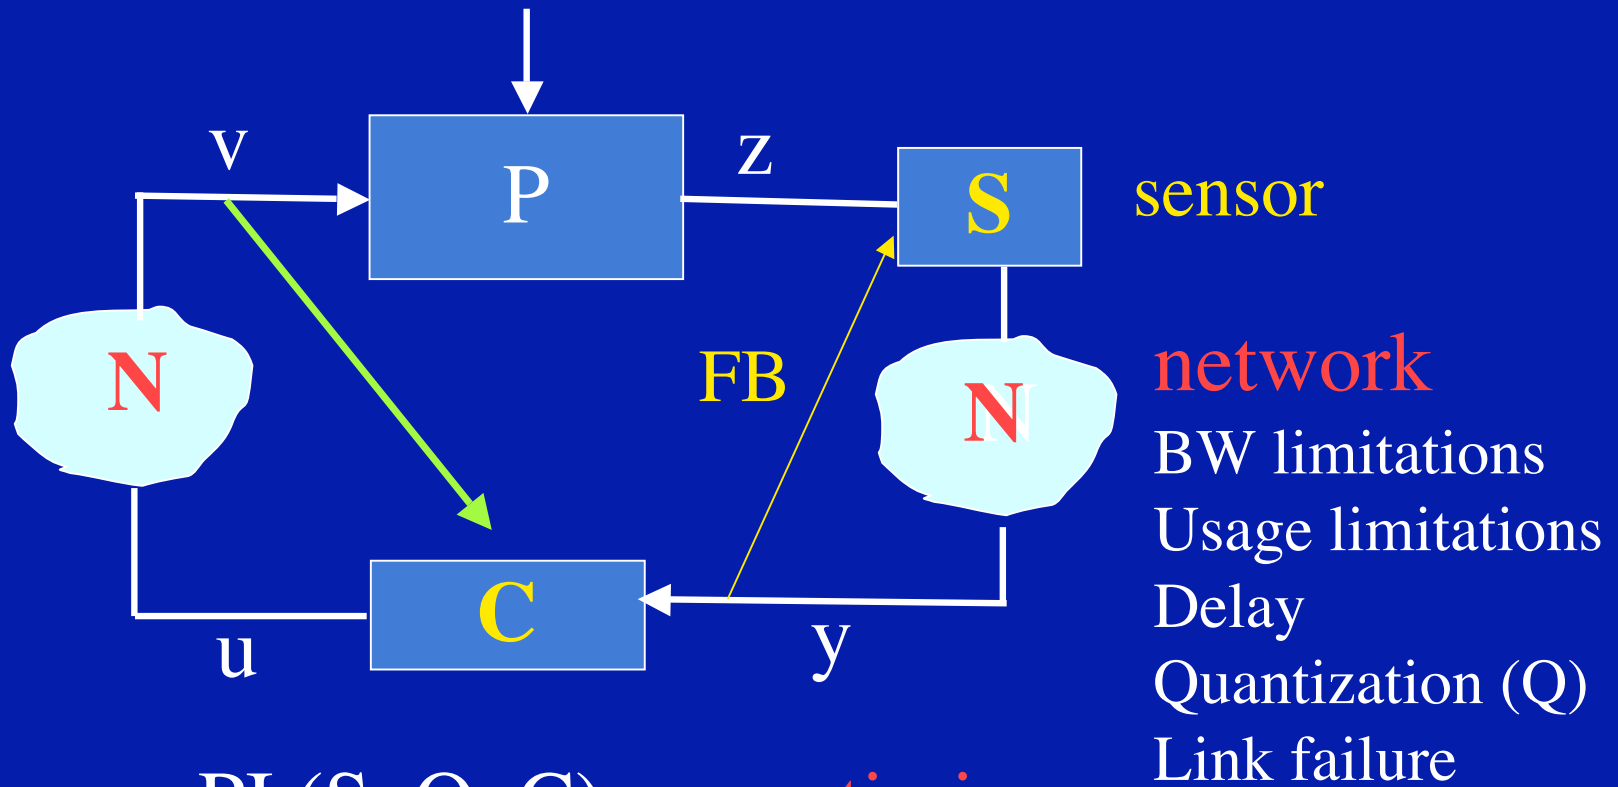 v
P
z
S
sensor
N
FB
N
network
BW limitations
Usage limitations
Delay
Quantization (Q)
Link failure
C
u
y